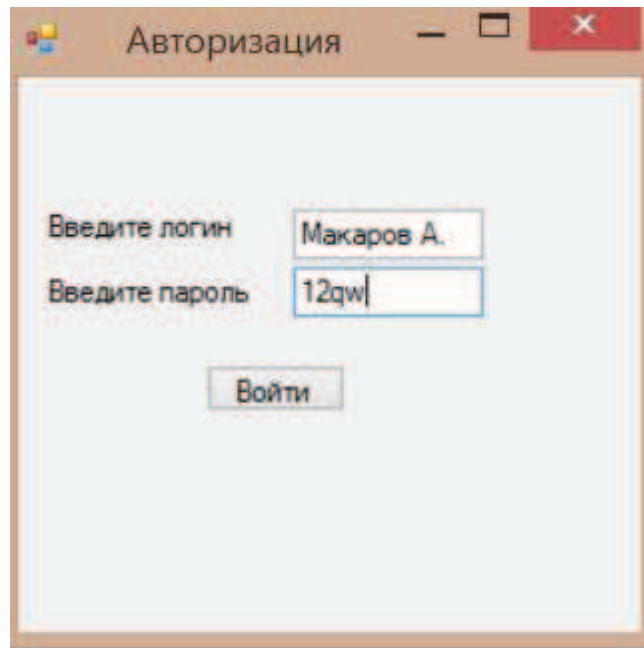 Авторизация
Введите логин Макаров А.
Введите пароль 12qw
Войти